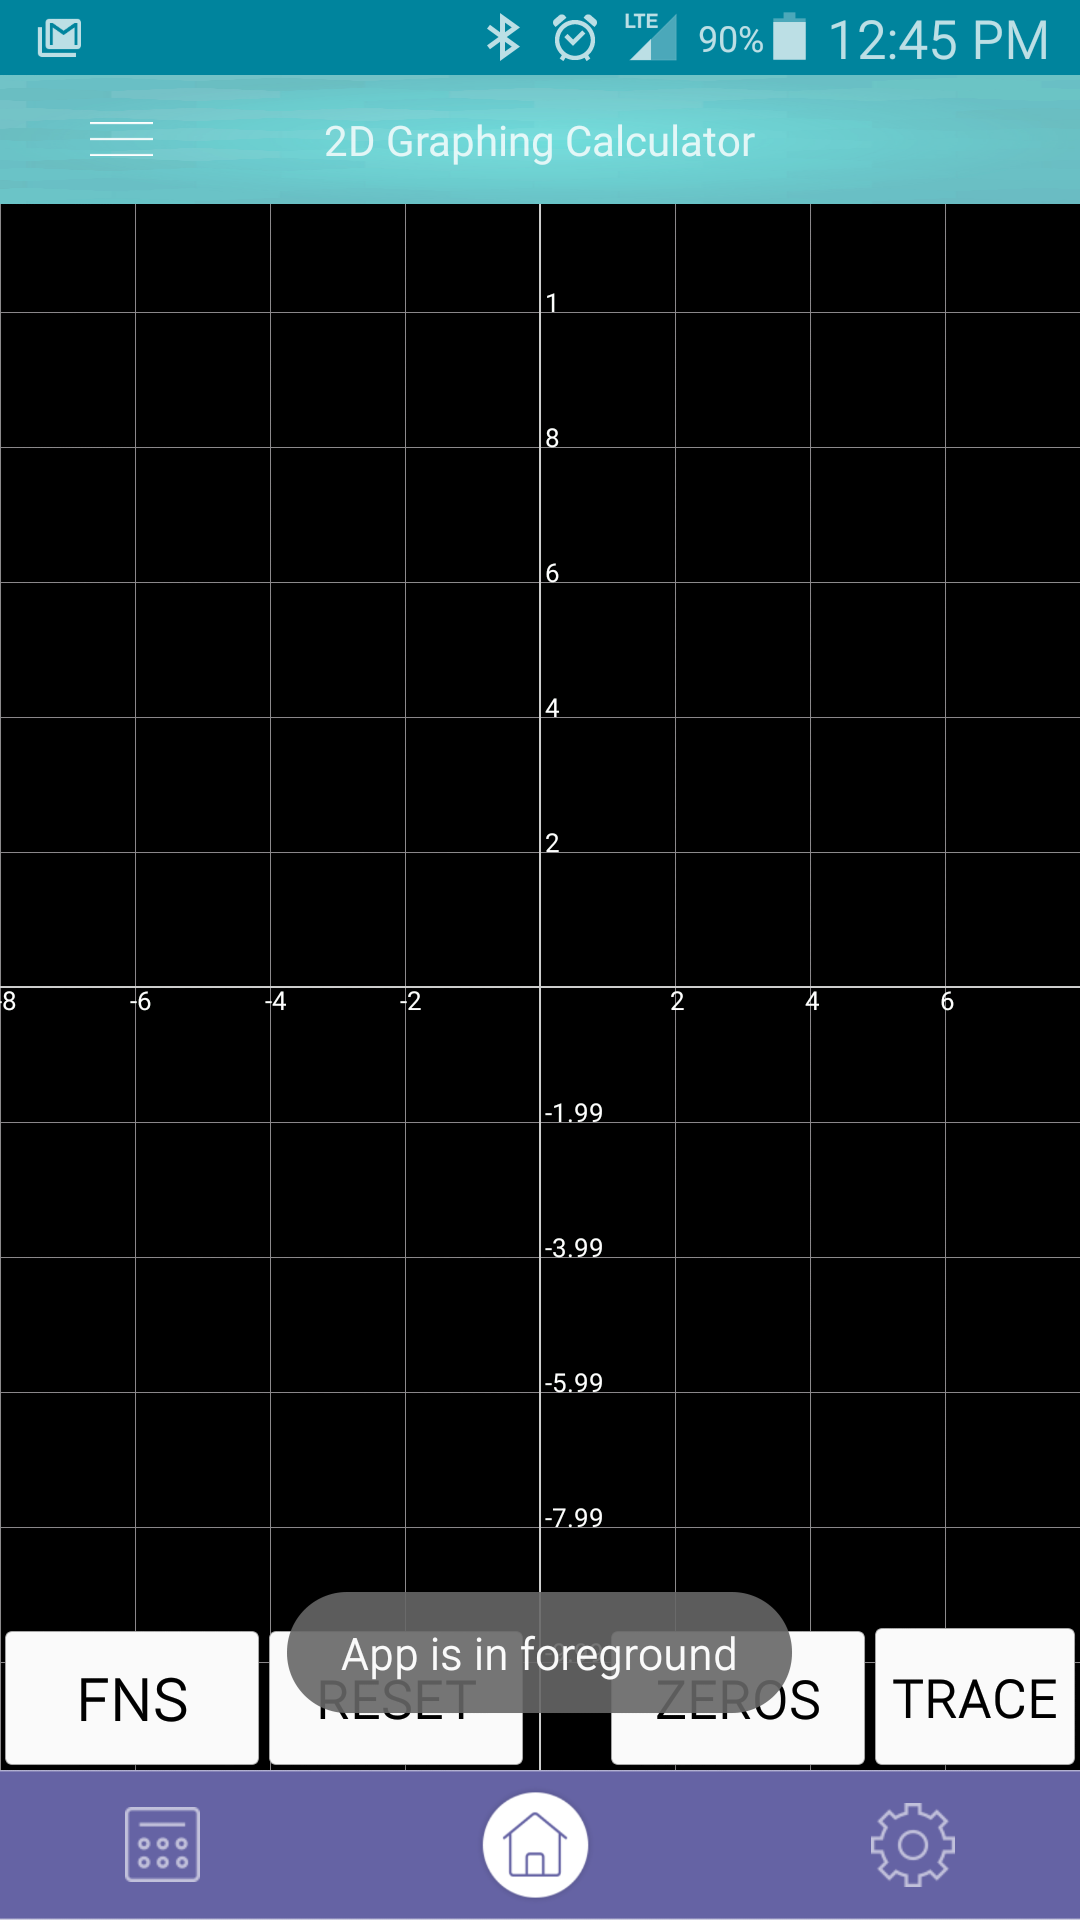 LTE 90% 12:45 PM
2D Graphing Calculator
1
8
6
4
2
-8 -6 -4 -2 2 4 6
-1.99
-3.99
-5.99
-7.99
App is in foreground
FNS RESET ZEROS TRACE